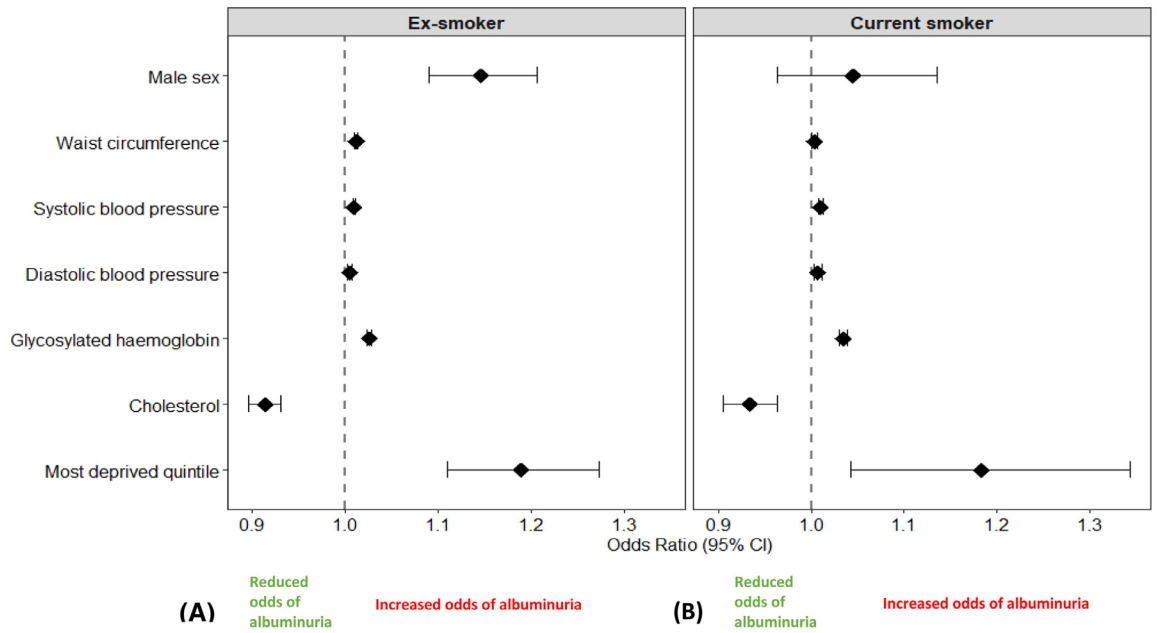 Ex-smoker
Current smoker
Male sex
Waist circumference
Systolic blood pressure
Diastolic blood pressure
Glycosylated haemoglobin
Cholesterol
Most deprived quintile
0.9 1.0 1.1 1.2 1.3
0.9 1.0 1.1 1.2 1.3
Odds Ratio (95% CI)
(A)
Reduced
odds of
albuminuria
Increased odds of albuminuria
(B)
Reduced
odds of
albuminuria
Increased odds of albuminuria